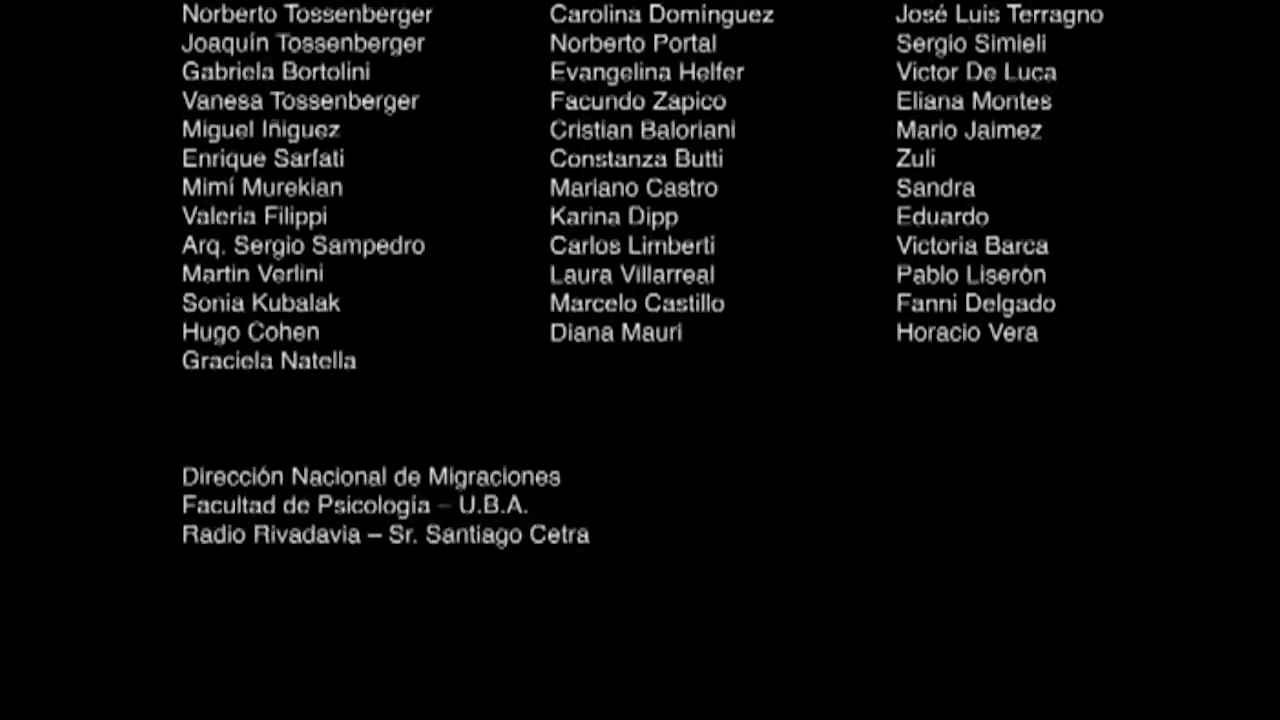 Norberto Tossenberger
Joaquín Tossenberger
Gabriela Bortolini
Vanesa Tossenberger
Miguel Iñiguez
Enrique Sarfati
Mimí Murekian
Valeria Filippi
Arq. Sergio Sampedro
Martin Verlini
Sonia Kubalak
Hugo Cohen
Graciela Natella
Carolina Domínguez
Norberto Portal
Evangelina Helfer
Facundo Zapico
Cristian Baloriani
Constanza Butti
Mariano Castro
Karina Dipp
Carlos Limberti
Laura Villarreal
Marcelo Castillo
Diana Mauri
José Luis Terragno
Sergio Simieli
Victor De Luca
Eliana Montes
Mario Jaimez
Zuli
Sandra
Eduardo
Victoria Barca
Pablo Liserón
Fanni Delgado
Horacio Vera
Dirección Nacional de Migraciones
Facultad de Psicología – U.B.A.
Radio Rivadavia – Sr. Santiago Cetra